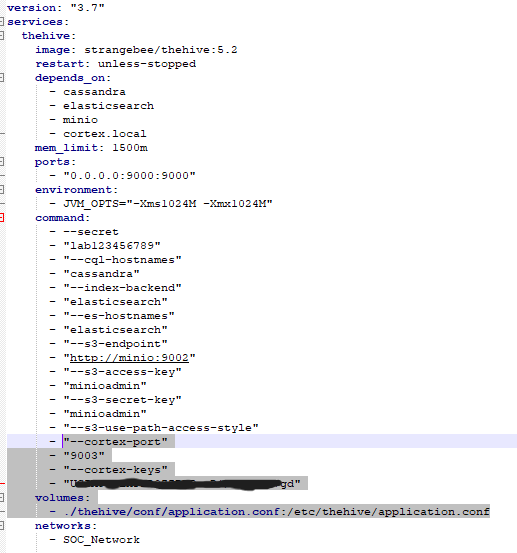 version: "3.7"
services:
thehive:
image: strangebee/thehive:5.2
restart: unless-stopped
depends_on:
- cassandra
- elasticsearch
- minio
- cortex.local
mem_limit: 1500m
ports:
- "0.0.0.0:9000:9000"
environment:
- JVM_OPTS="-Xms1024M -Xmx1024M"
command:
- --secret
- "lab123456789"
- "--cql-hostnames"
- "cassandra"
- "--index-backend"
- "elasticsearch"
- "--es-hostnames"
- "elasticsearch"
- "--s3-endpoint"
- "http://minio:9002"
- "--s3-access-key"
- "minioadmin"
- "--s3-secret-key"
- "minioadmin"
- "--s3-use-path-access-style"
- "--cortex-port"
- "9003"
- "--cortex-keys"
volumes:
- ./thehive/conf/application.conf:/etc/thehive/application.conf
networks:
- SOC_Network